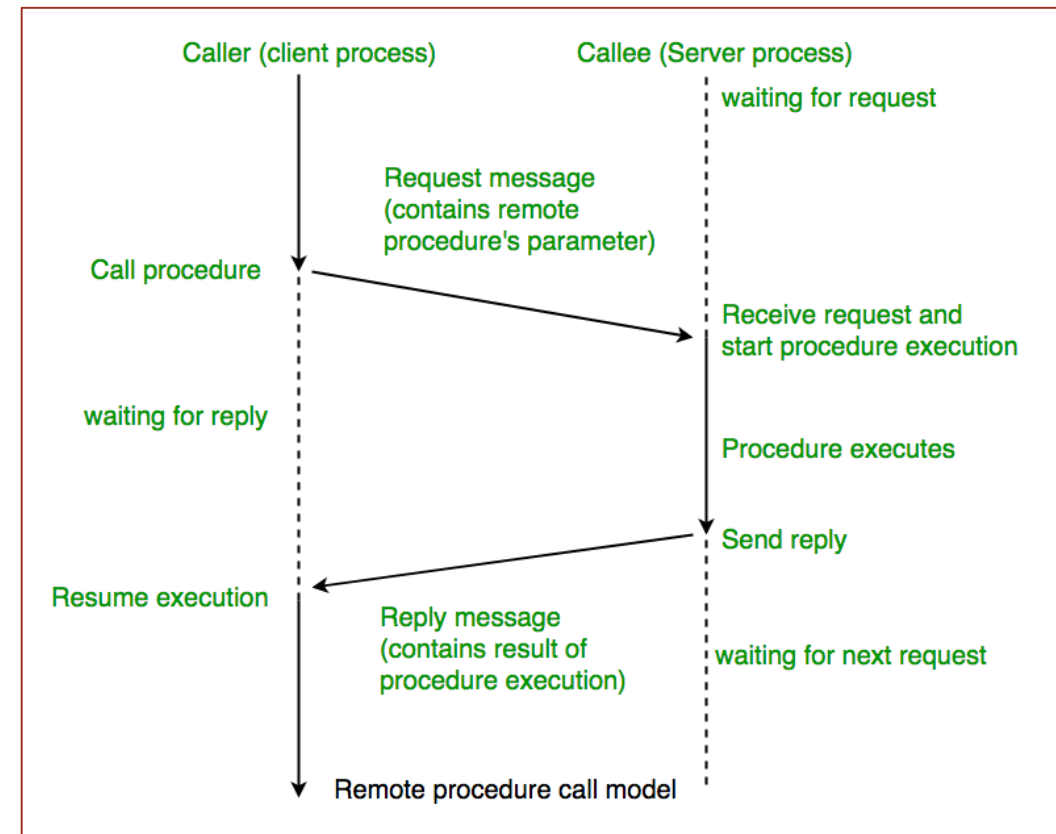 Caller (client process)
Callee (Server process)
waiting for request
Request message
(contains remote
procedure's parameter)
Call procedure
Receive request and
start procedure execution
waiting for reply
Procedure executes
Send reply
Resume execution
Reply message
(contains result of
procedure execution)
waiting for next request
Remote procedure call model